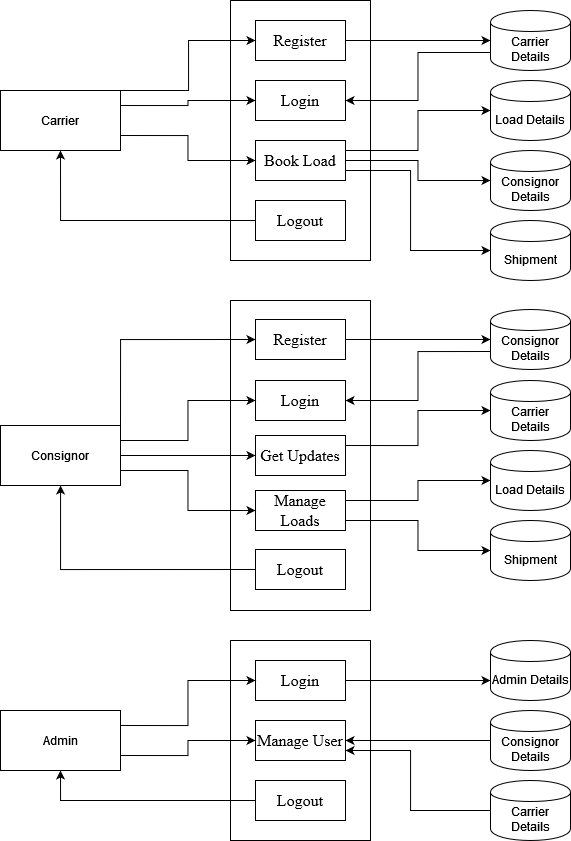 Carrier
Register
Login
Book Load
Logout
Carrier
Details
Load Details
Consignor
Details
Shipment
Consignor
Register
Login
Get Updates
Manage
Loads
Logout
Consignor
Details
Carrier
Details
Load Details
Shipment
Admin
Login
Manage User
Logout
Admin Details
Consignor
Details
Carrier
Details